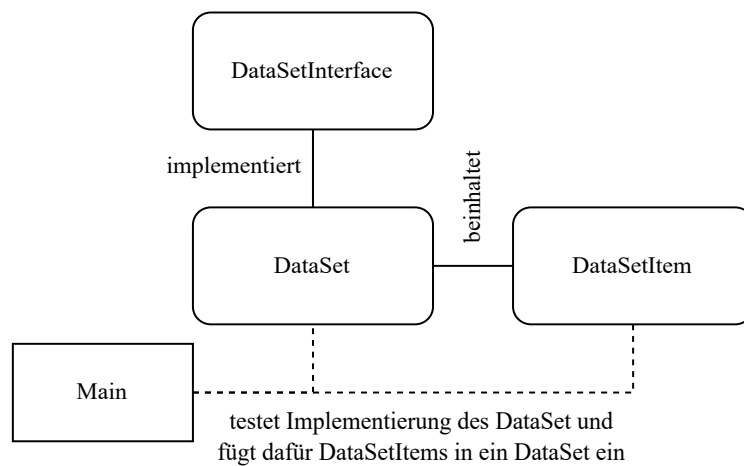 DataSetInterface
implementiert
beinhaltet
DataSet
DataSetItem
Main
testet Implementierung des DataSet und
fügt dafür DataSetItems in ein DataSet ein